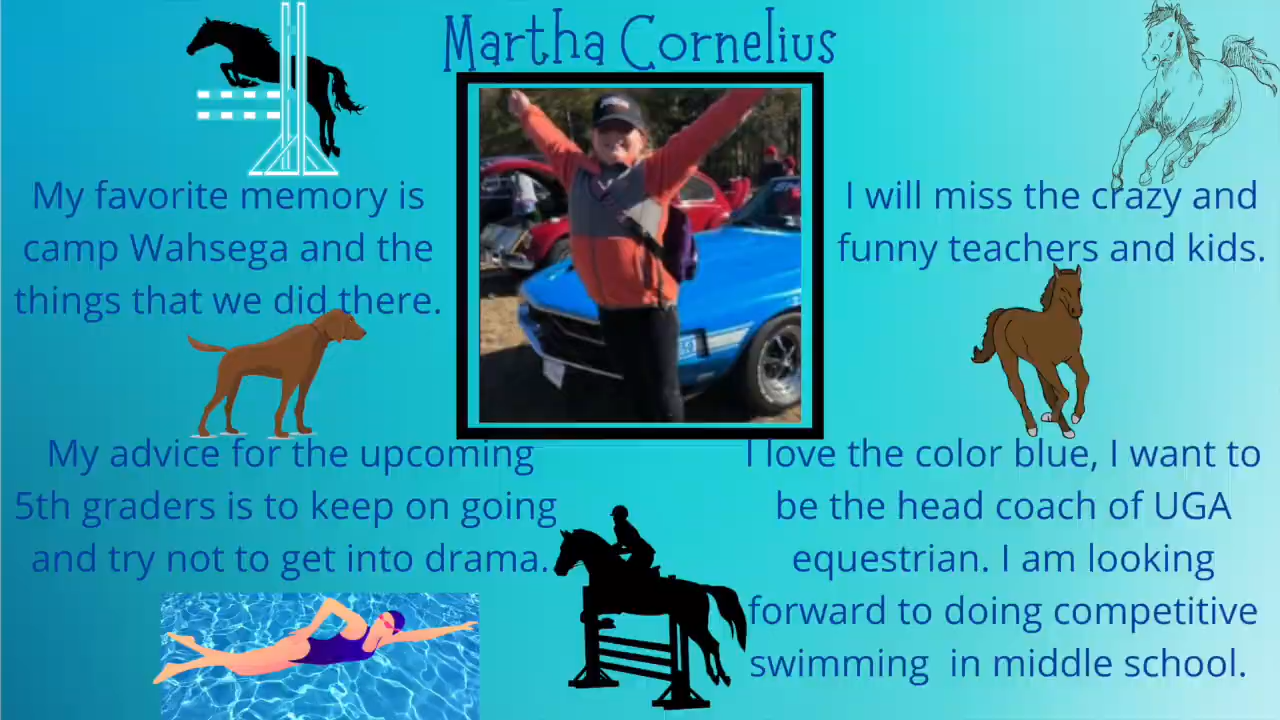 Martha Cornelius
My favorite memory is
camp Wahsega and the
things that we did there.
I will miss the crazy and
funny teachers and kids.
My advice for the upcoming
5th graders is to keep on going
and try not to get into drama.
I love the color blue, I want to
be the head coach of UGA
equestrian. I am looking
forward to doing competitive
swimming in middle school.